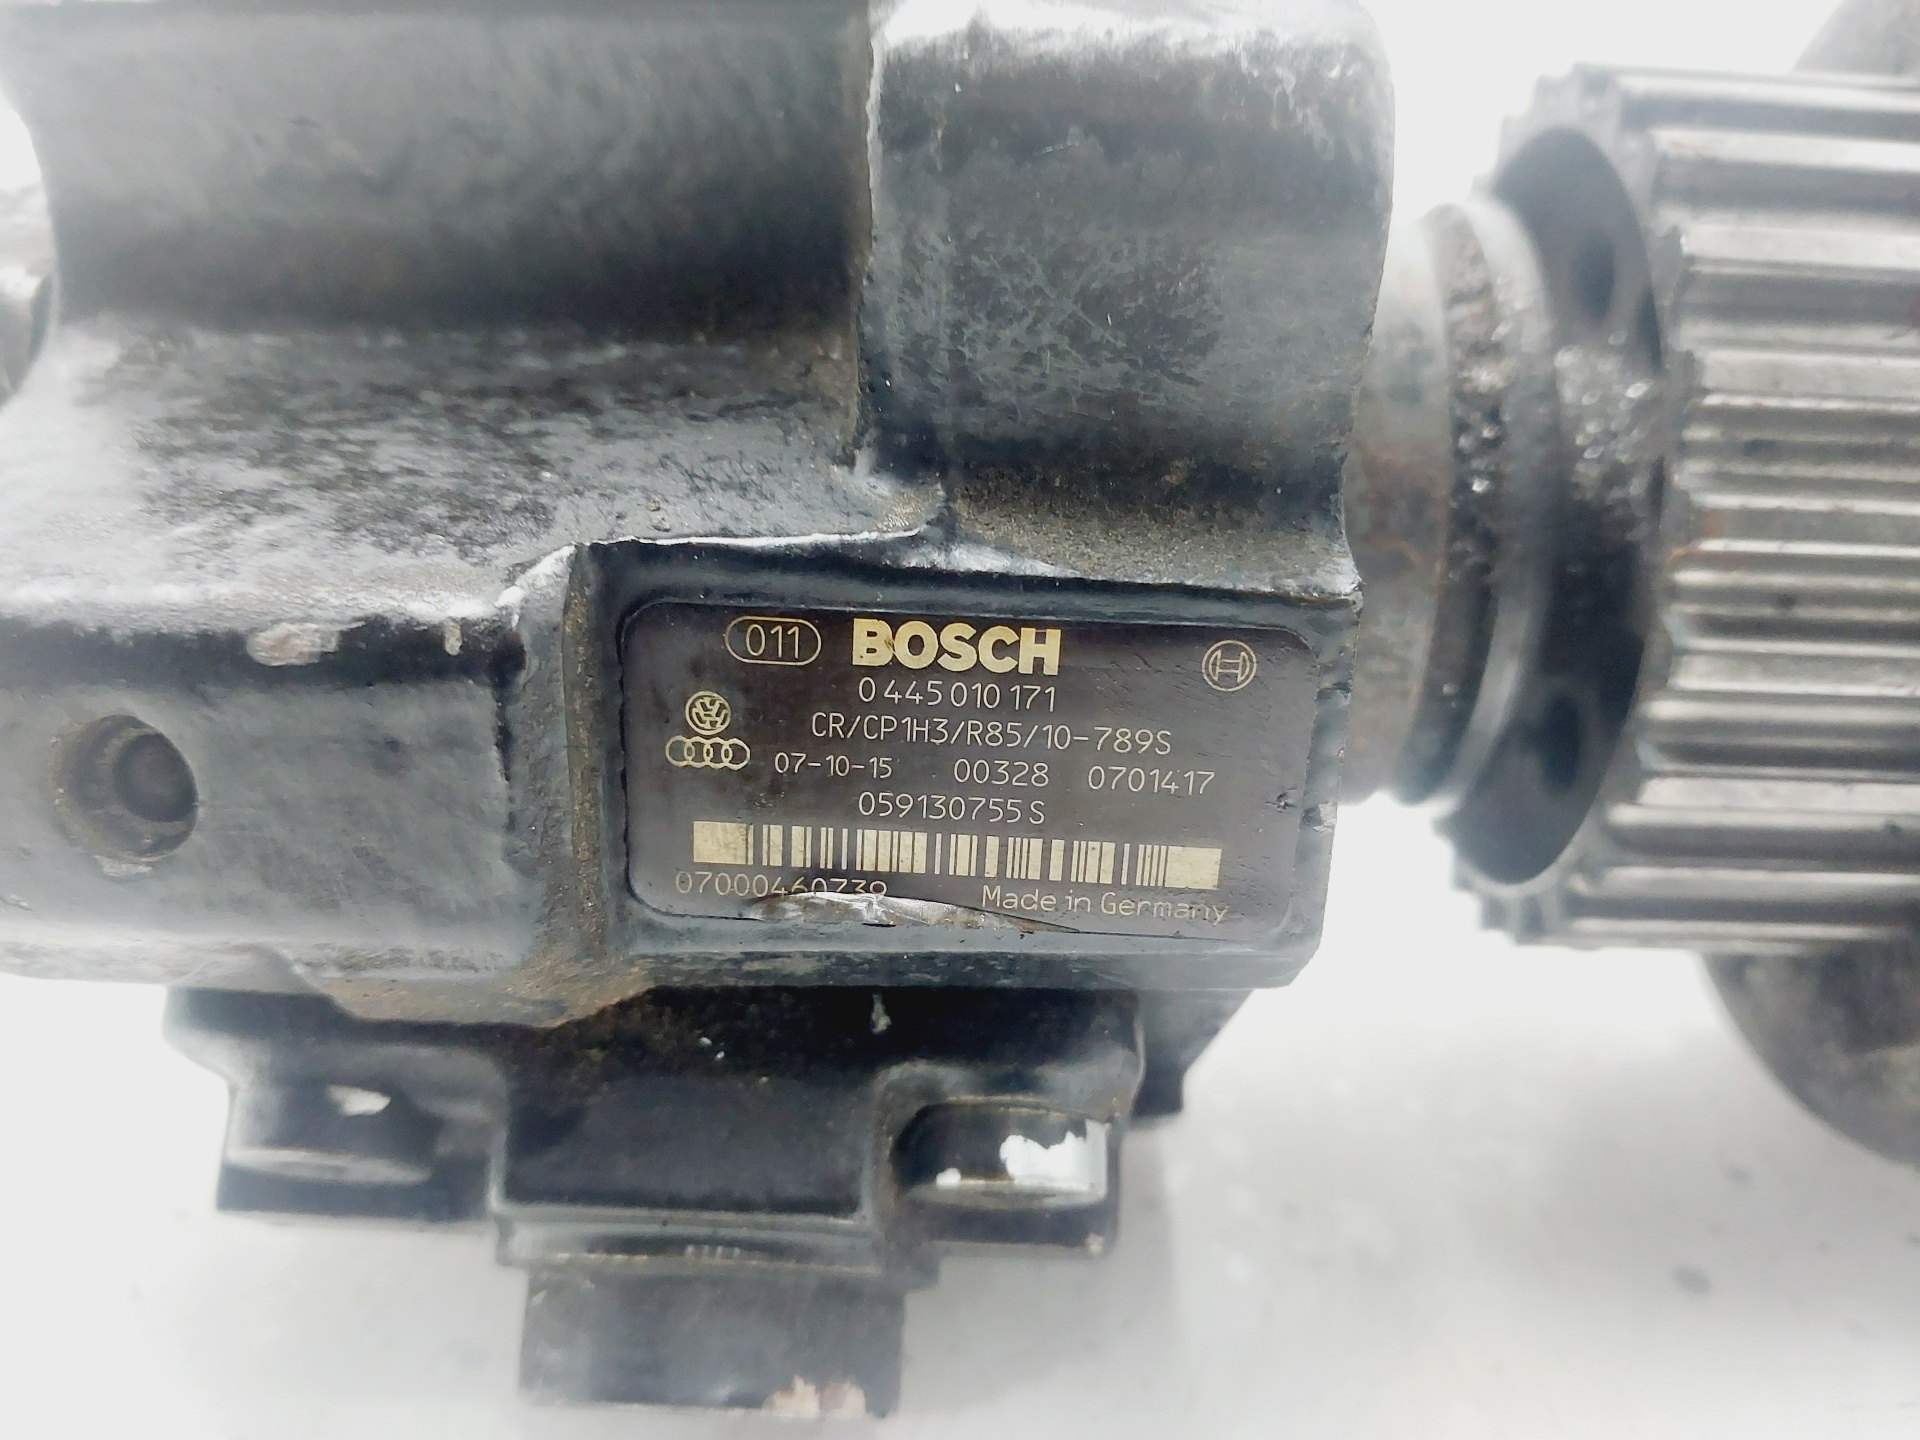 011 BOSCH
0 445 010 171
CR/CP1H3/R85/10-789S
07-10-15 00328 0701417
059130755S
07000460739 Made in Germany